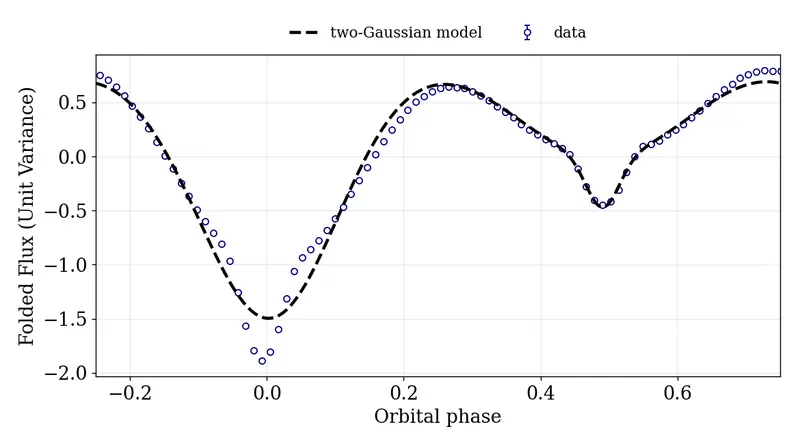 two-Gaussian model
data
Folded Flux (Unit Variance)
0.5
0.0
−0.5
−1.0
−1.5
−2.0
−0.2
0.0
0.2
0.4
0.6
Orbital phase